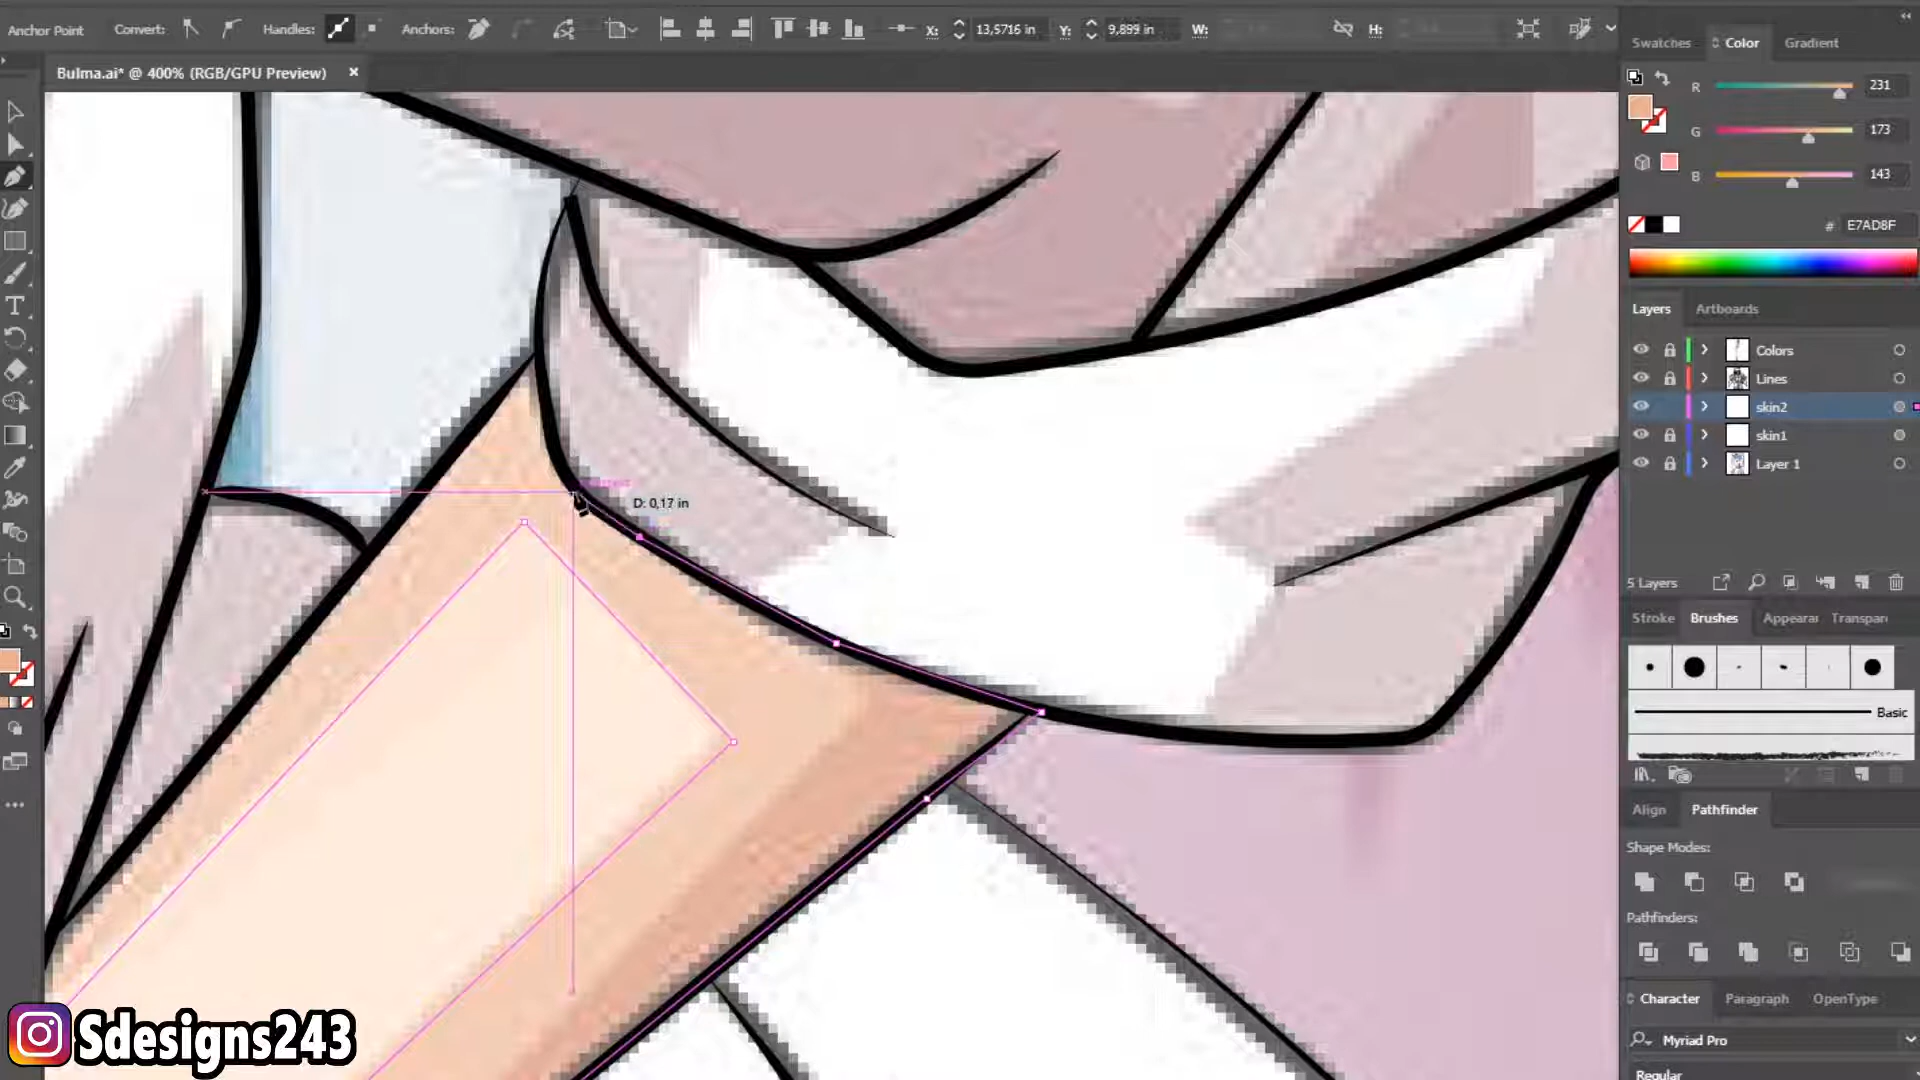 Anchor Point Convert: Handles: Anchors: X: 13,5716 in Y: 9,899 in W: H:
Bulma.ai* @ 400% (RGB/GPU Preview) ×
Swatches Color Gradient
R 231
G 173
B 143
# E7AD8F
Layers Artboards
Colors
Lines
skin2
skin1
Layer 1
5 Layers
Stroke Brushes Appearar Transpare
Basic
Align Pathfinder
Shape Modes:
Pathfinders:
Character Paragraph OpenType
Myriad Pro
Regular
D: 0,17 in
Sdesigns243